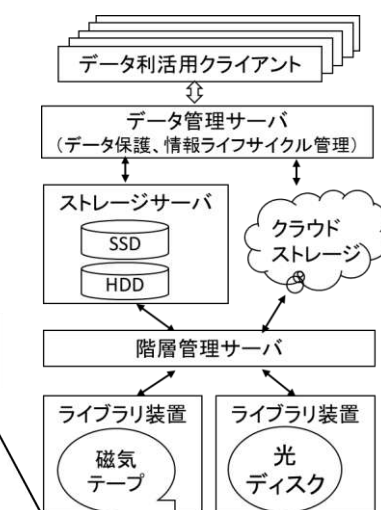 データ利活用クライアント
データ管理サーバ
(データ保護、情報ライフサイクル管理)
ストレージサーバ
SSD
HDD
クラウド
ストレージ
階層管理サーバ
ライブラリ装置
磁気
テープ
ライブラリ装置
光
ディスク